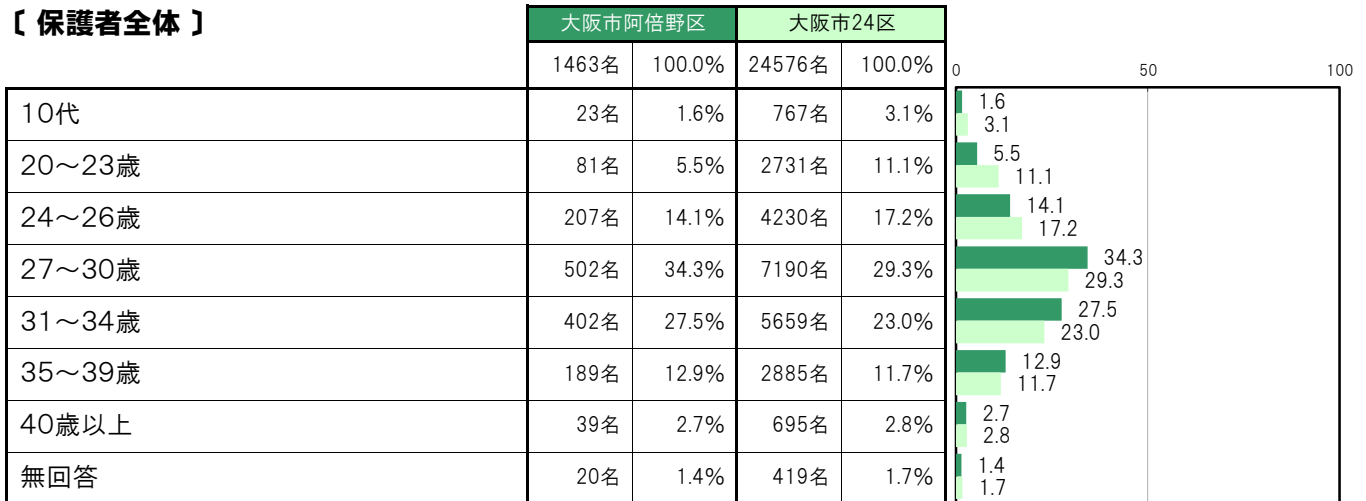 〔 保護者全体 〕
大阪市阿倍野区 大阪市24区
1463名 100.0% 24576名 100.0%
0 50 100
10代 23名 1.6% 767名 3.1% 1.6
3.1
20～23歳 81名 5.5% 2731名 11.1% 5.5
11.1
24～26歳 207名 14.1% 4230名 17.2% 14.1
17.2
27～30歳 502名 34.3% 7190名 29.3% 34.3
29.3
31～34歳 402名 27.5% 5659名 23.0% 27.5
23.0
35～39歳 189名 12.9% 2885名 11.7% 12.9
11.7
40歳以上 39名 2.7% 695名 2.8% 2.7
2.8
無回答 20名 1.4% 419名 1.7% 1.4
1.7